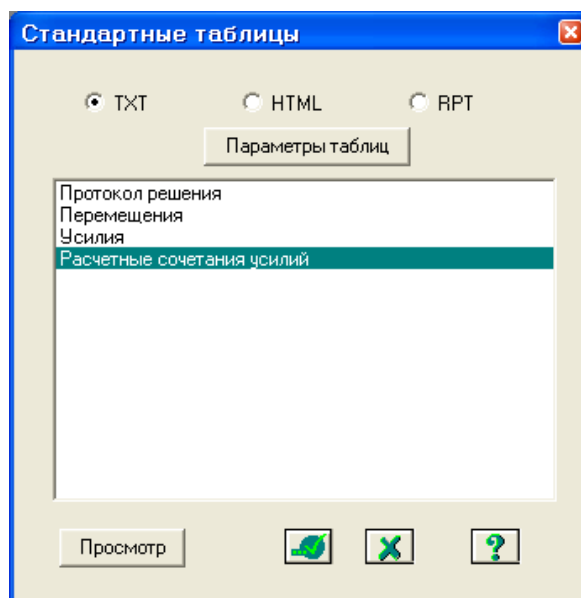 Стандартные таблицы
TXT HTML RPT
Параметры таблиц
Протокол решения
Перемещения
Усилия
Расчетные сочетания усилий
Просмотр
?